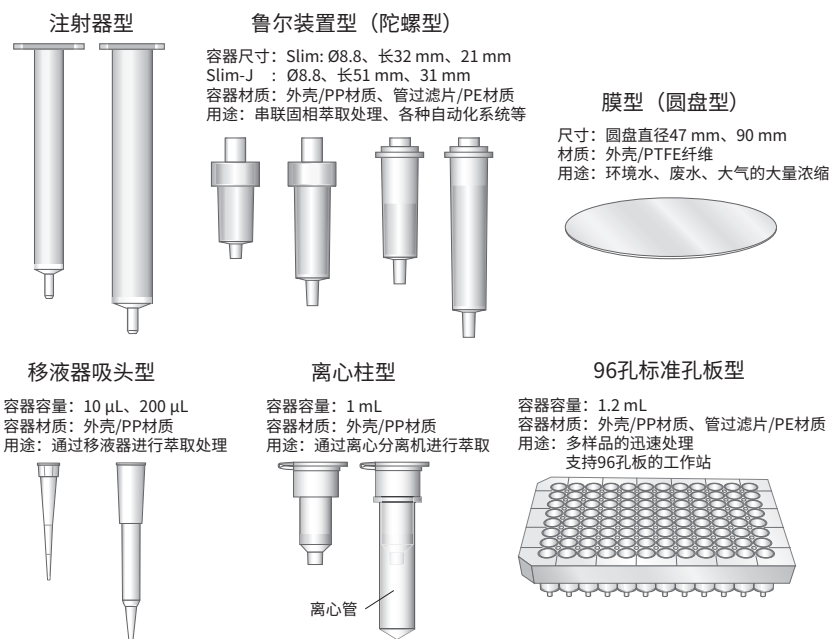 注射器型
鲁尔装置型（陀螺型）
容器尺寸：Slim: Ø8.8、长32 mm、21 mm
Slim-J ： Ø8.8、长51 mm、31 mm
容器材质：外壳/PP材质、管过滤片/PE材质
用途：串联固相萃取处理、各种自动化系统等
膜型（圆盘型）
尺寸：圆盘直径47 mm、90 mm
材质：外壳/PTFE纤维
用途：环境水、废水、大气的大量浓缩
移液器吸头型
容器容量：10 µL、200 µL
容器材质：外壳/PP材质
用途：通过移液器进行萃取处理
离心柱型
容器容量：1 mL
容器材质：外壳/PP材质
用途：通过离心分离机进行萃取
离心管
96孔标准孔板型
容器容量：1.2 mL
容器材质：外壳/PP材质、管过滤片/PE材质
用途：多样品的迅速处理
支持96孔板的工作站